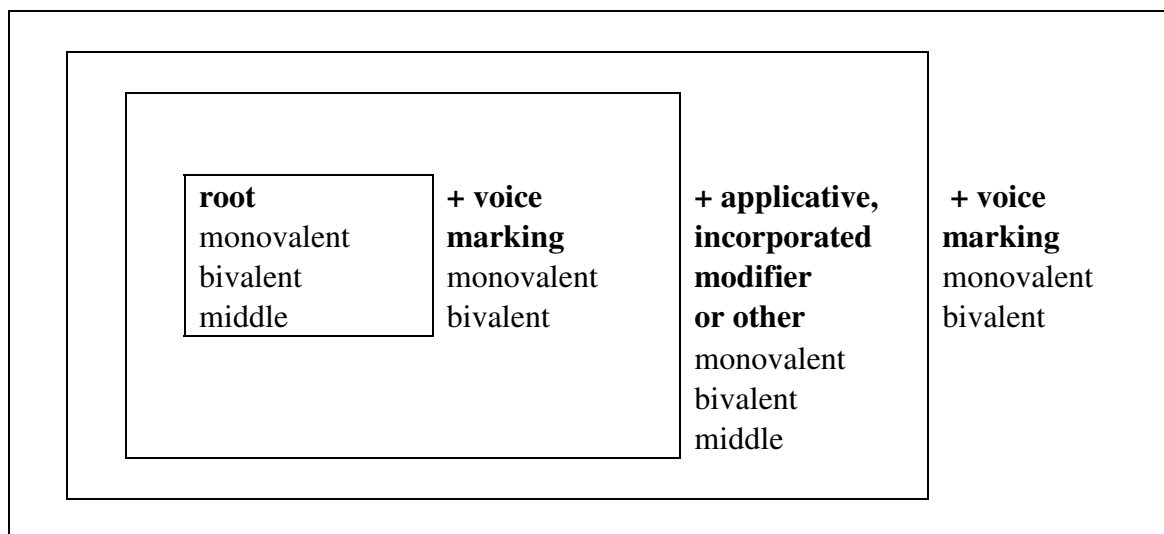 root + voice + applicative, + voice
monovalent marking incorporated marking
bivalent monovalent modifier monovalent
middle bivalent or other bivalent
monovalent
bivalent
middle